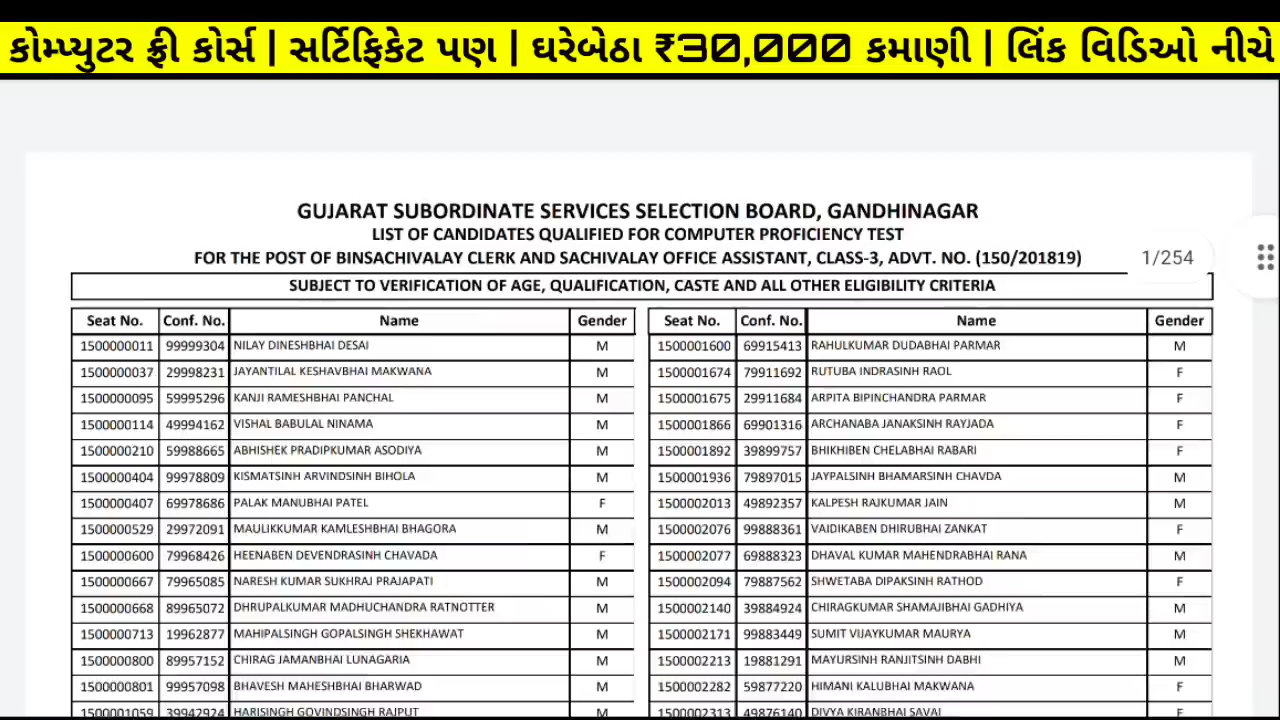 કોમ્પ્યુટર ફ્રી કોર્સ | સર્ટિફિકેટ પણ | ઘરેબેઠા ₹30,000 કમાણી | લિંક વિડિઓ નીચે
GUJARAT SUBORDINATE SERVICES SELECTION BOARD, GANDHINAGAR
LIST OF CANDIDATES QUALIFIED FOR COMPUTER PROFICIENCY TEST
FOR THE POST OF BINSACHIVALAY CLERK AND SACHIVALAY OFFICE ASSISTANT, CLASS-3, ADVT. NO. (150/201819)
1/254
SUBJECT TO VERIFICATION OF AGE, QUALIFICATION, CASTE AND ALL OTHER ELIGIBILITY CRITERIA
Seat No. Conf. No. Name Gender Seat No. Conf. No. Name Gender
1500000011 99999304 NILAY DINESHBHAI DESAI M 1500001600 69915413 RAHULKUMAR DUDABHAI PARMAR M
1500000037 29998231 JAYANTILAL KESHAVBHAI MAKWANA M 1500001674 79911692 RUTUBA INDRASINH RAOL F
1500000095 59995296 KANJI RAMESHBHAI PANCHAL M 1500001675 29911684 ARPITA BIPINCHANDRA PARMAR F
1500000114 49994162 VISHAL BABULAL NINAMA M 1500001866 69901316 ARCHANABA JANAKSINH RAYJADA F
1500000210 59988665 ABHISHEK PRADIPKUMAR ASODIYA M 1500001892 39899757 BHIKHIBEN CHELABHAI RABARI F
1500000404 99978809 KISMATSINH ARVINDSINH BIHOLA M 1500001936 79897015 JAYPALSINH BHAMARSINH CHAVDA M
1500000407 69978686 PALAK MANUBHAI PATEL F 1500002013 49892357 KALPESH RAJKUMAR JAIN M
1500000529 29972091 MAULIKKUMAR KAMLESHBHAI BHAGORA M 1500002076 99888361 VAIDIKABEN DHIRUBHAI ZANKAT F
1500000600 79968426 HEENABEN DEVENDRASINH CHAVADA F 1500002077 69888323 DHAVAL KUMAR MAHENDRABHAI RANA M
1500000667 79965085 NARESH KUMAR SUKHRAJ PRAJAPATI M 1500002094 79887562 SHWETABA DIPAKSINH RATHOD F
1500000668 89965072 DHRUPALKUMAR MADHUCHANDRA RATNOTTER M 1500002140 39884924 CHIRAGKUMAR SHAMAJIBHAI GADHIYA M
1500000713 19962877 MAHIPALSINGH GOPALSINGH SHEKHAWAT M 1500002171 99883449 SUMIT VIJAYKUMAR MAURYA M
1500000800 89957152 CHIRAG JAMANBHAI LUNAGARIA M 1500002213 19881291 MAYURSINH RANJITSINH DABHI M
1500000801 99957098 BHAVESH MAHESHBHAI BHARWAD M 1500002282 59877220 HIMANI KALUBHAI MAKWANA F
1500001059 39942924 HARISINGH GOVINDSINGH RAJPUT M 1500002313 49876140 DIVYA KIRANBHAI SAVAI F